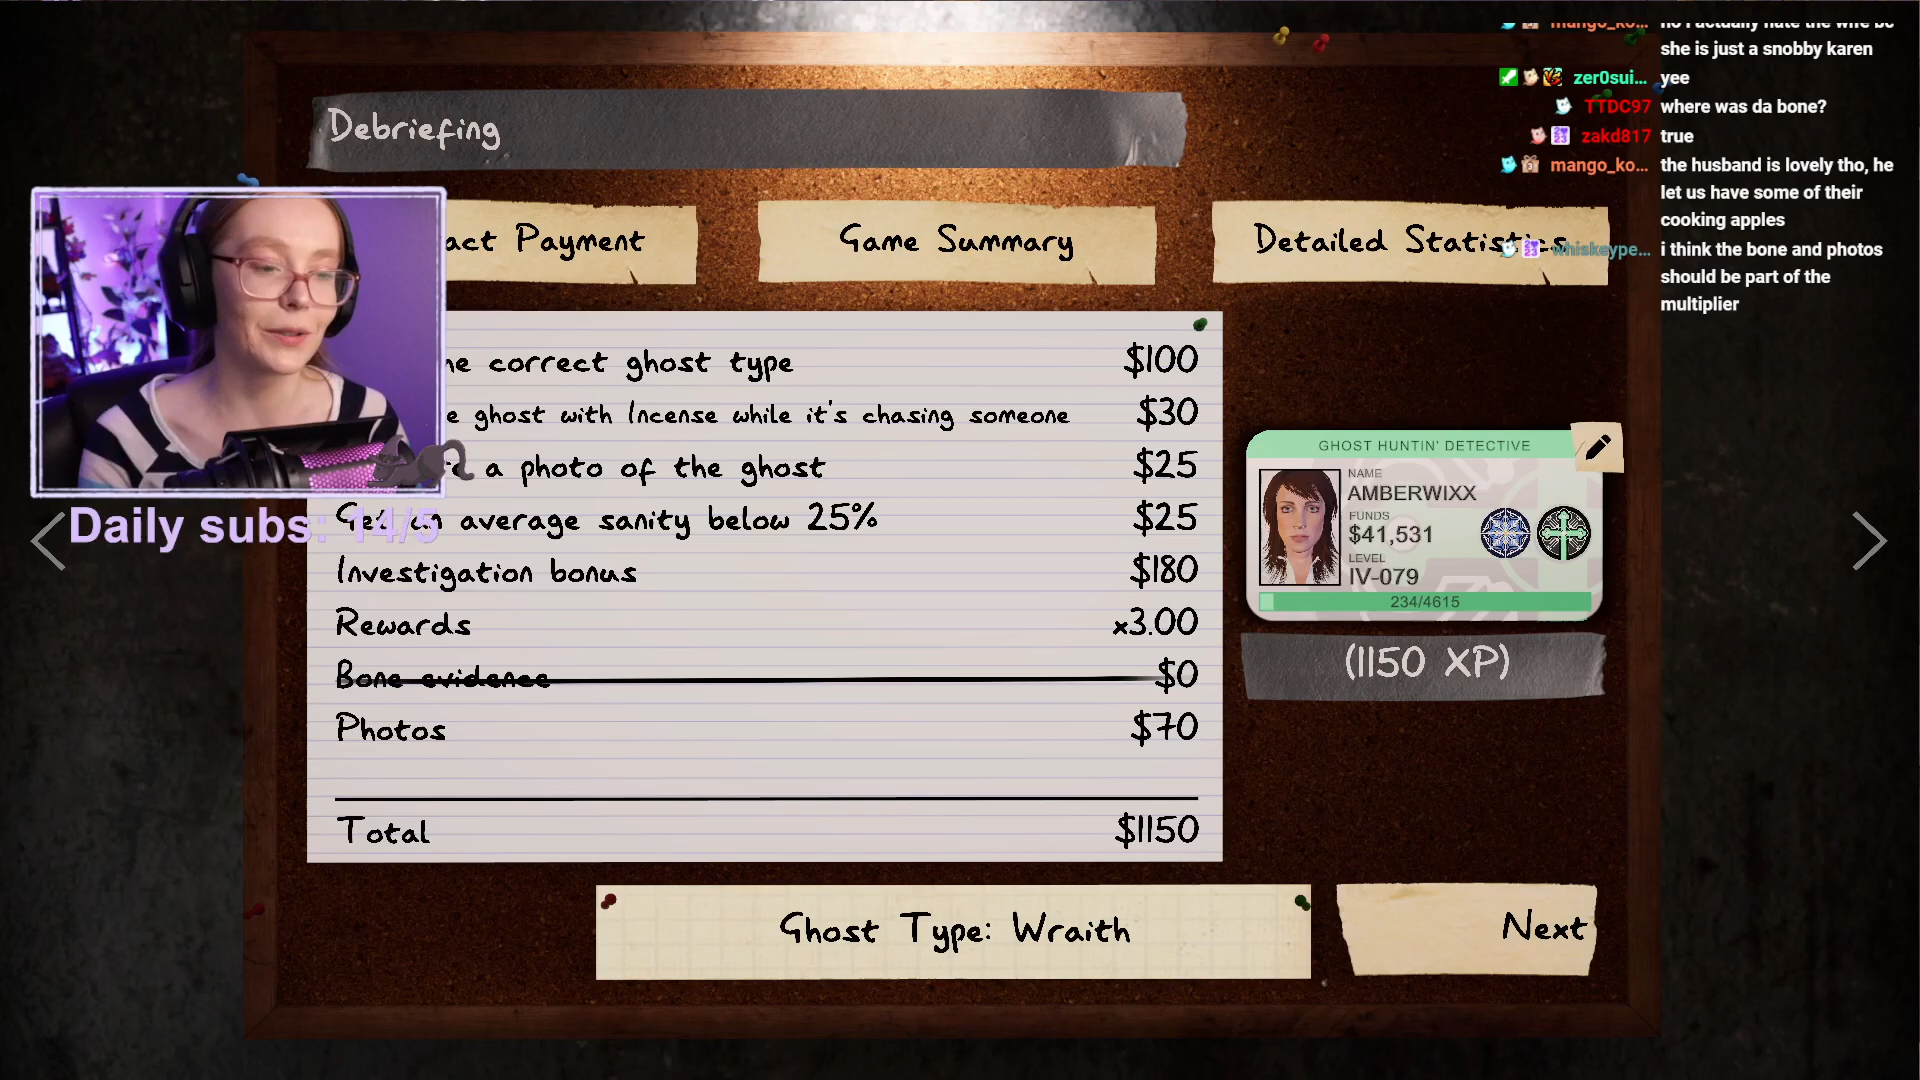 she is just a snobby karen
zer0sui... yee
TTDC97 where was da bone?
zakd817 true
mango_ko... the husband is lovely tho, he
let us have some of their
cooking apples
whiskeype... i think the bone and photos
should be part of the
multiplier
Debriefing
Payment
Game Summary
Detailed Statistics
correct ghost type $100
ghost with Incense while it's chasing someone $30
a photo of the ghost $25
average sanity below 25% $25
Investigation bonus $180
Rewards x3.00
Bone evidence $0
Photos $70
Total $1150
Daily subs: 14/5
GHOST HUNTIN' DETECTIVE
NAME
AMBERWIXX
FUNDS
$41,531
LEVEL
IV-079
234/4615
(1150 XP)
Ghost Type: Wraith
Next